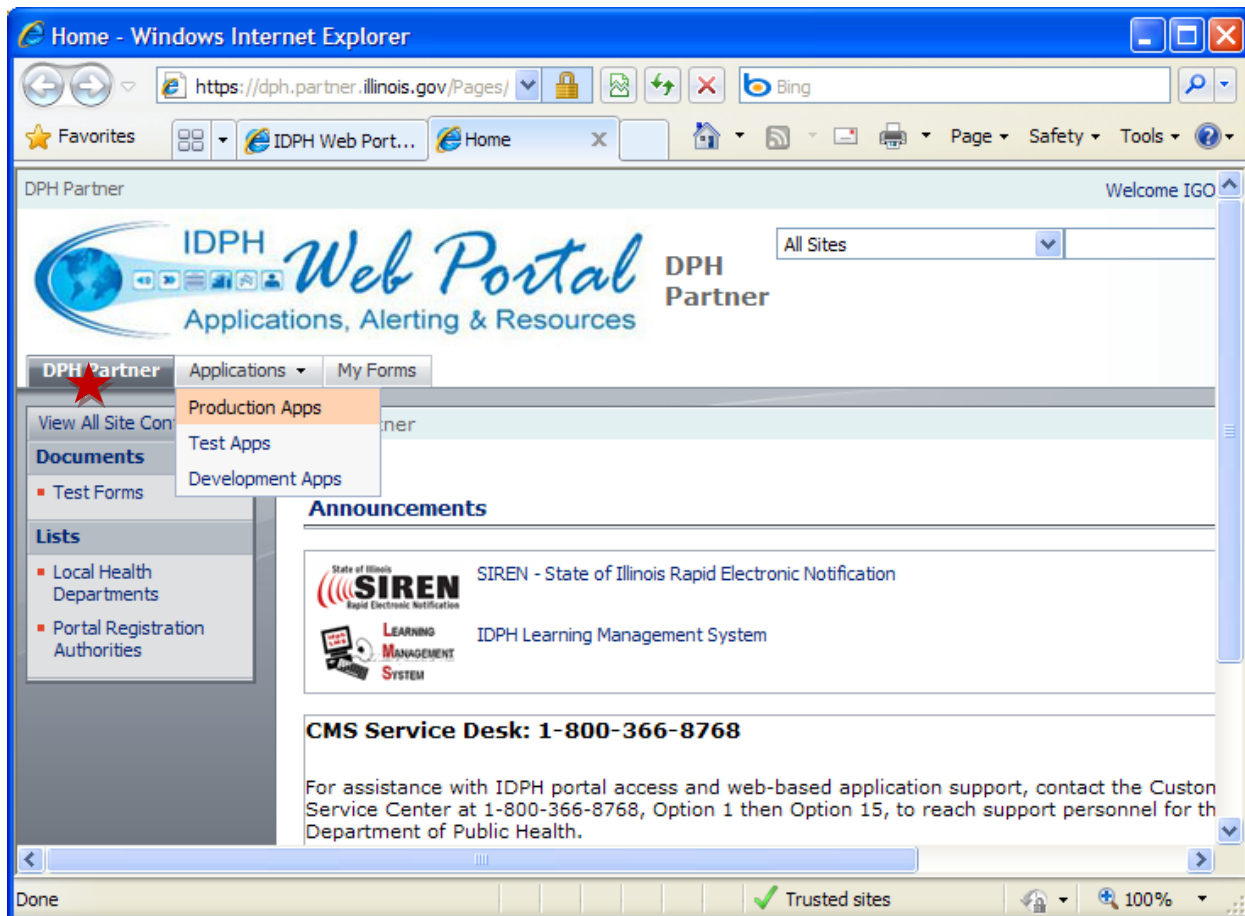 Home - Windows Internet Explorer
https://dph.partner.illinois.gov/Pages/
Bing
Favorites
IDPH Web Port...
Home
X
Page
Safety
Tools
DPH Partner
Welcome IGO
IDPH Web Portal
Applications, Alerting & Resources
DPH
Partner
All Sites
DPH Partner
Applications
My Forms
Production Apps
Test Apps
Development Apps
View All Site Con
tner
Documents
Test Forms
Lists
Local Health
Departments
Portal Registration
Authorities
Announcements
State of Illinois
SIREN
Rapid Electronic Notification
SIREN - State of Illinois Rapid Electronic Notification
LEARNING
MANAGEMENT
SYSTEM
IDPH Learning Management System
CMS Service Desk: 1-800-366-8768
For assistance with IDPH portal access and web-based application support, contact the Custon
Service Center at 1-800-366-8768, Option 1 then Option 15, to reach support personnel for th
Department of Public Health.
Done
Trusted sites
100%